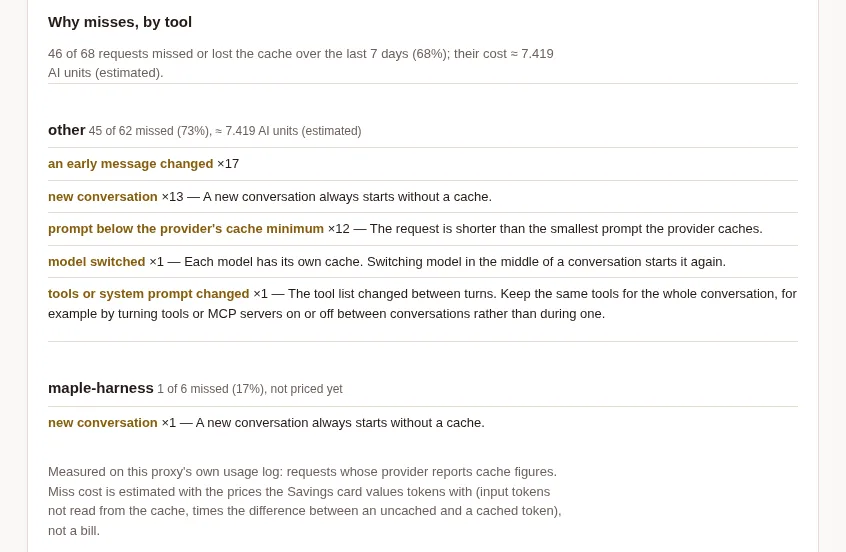 Why misses, by tool
46 of 68 requests missed or lost the cache over the last 7 days (68%); their cost ≈ 7.419
AI units (estimated).
other 45 of 62 missed (73%), ≈ 7.419 AI units (estimated)
an early message changed ×17
new conversation ×13 — A new conversation always starts without a cache.
prompt below the provider's cache minimum ×12 — The request is shorter than the smallest prompt the provider caches.
model switched ×1 — Each model has its own cache. Switching model in the middle of a conversation starts it again.
tools or system prompt changed ×1 — The tool list changed between turns. Keep the same tools for the whole conversation, for
example by turning tools or MCP servers on or off between conversations rather than during one.
maple-harness 1 of 6 missed (17%), not priced yet
new conversation ×1 — A new conversation always starts without a cache.
Measured on this proxy's own usage log: requests whose provider reports cache figures.
Miss cost is estimated with the prices the Savings card values tokens with (input tokens
not read from the cache, times the difference between an uncached and a cached token),
not a bill.